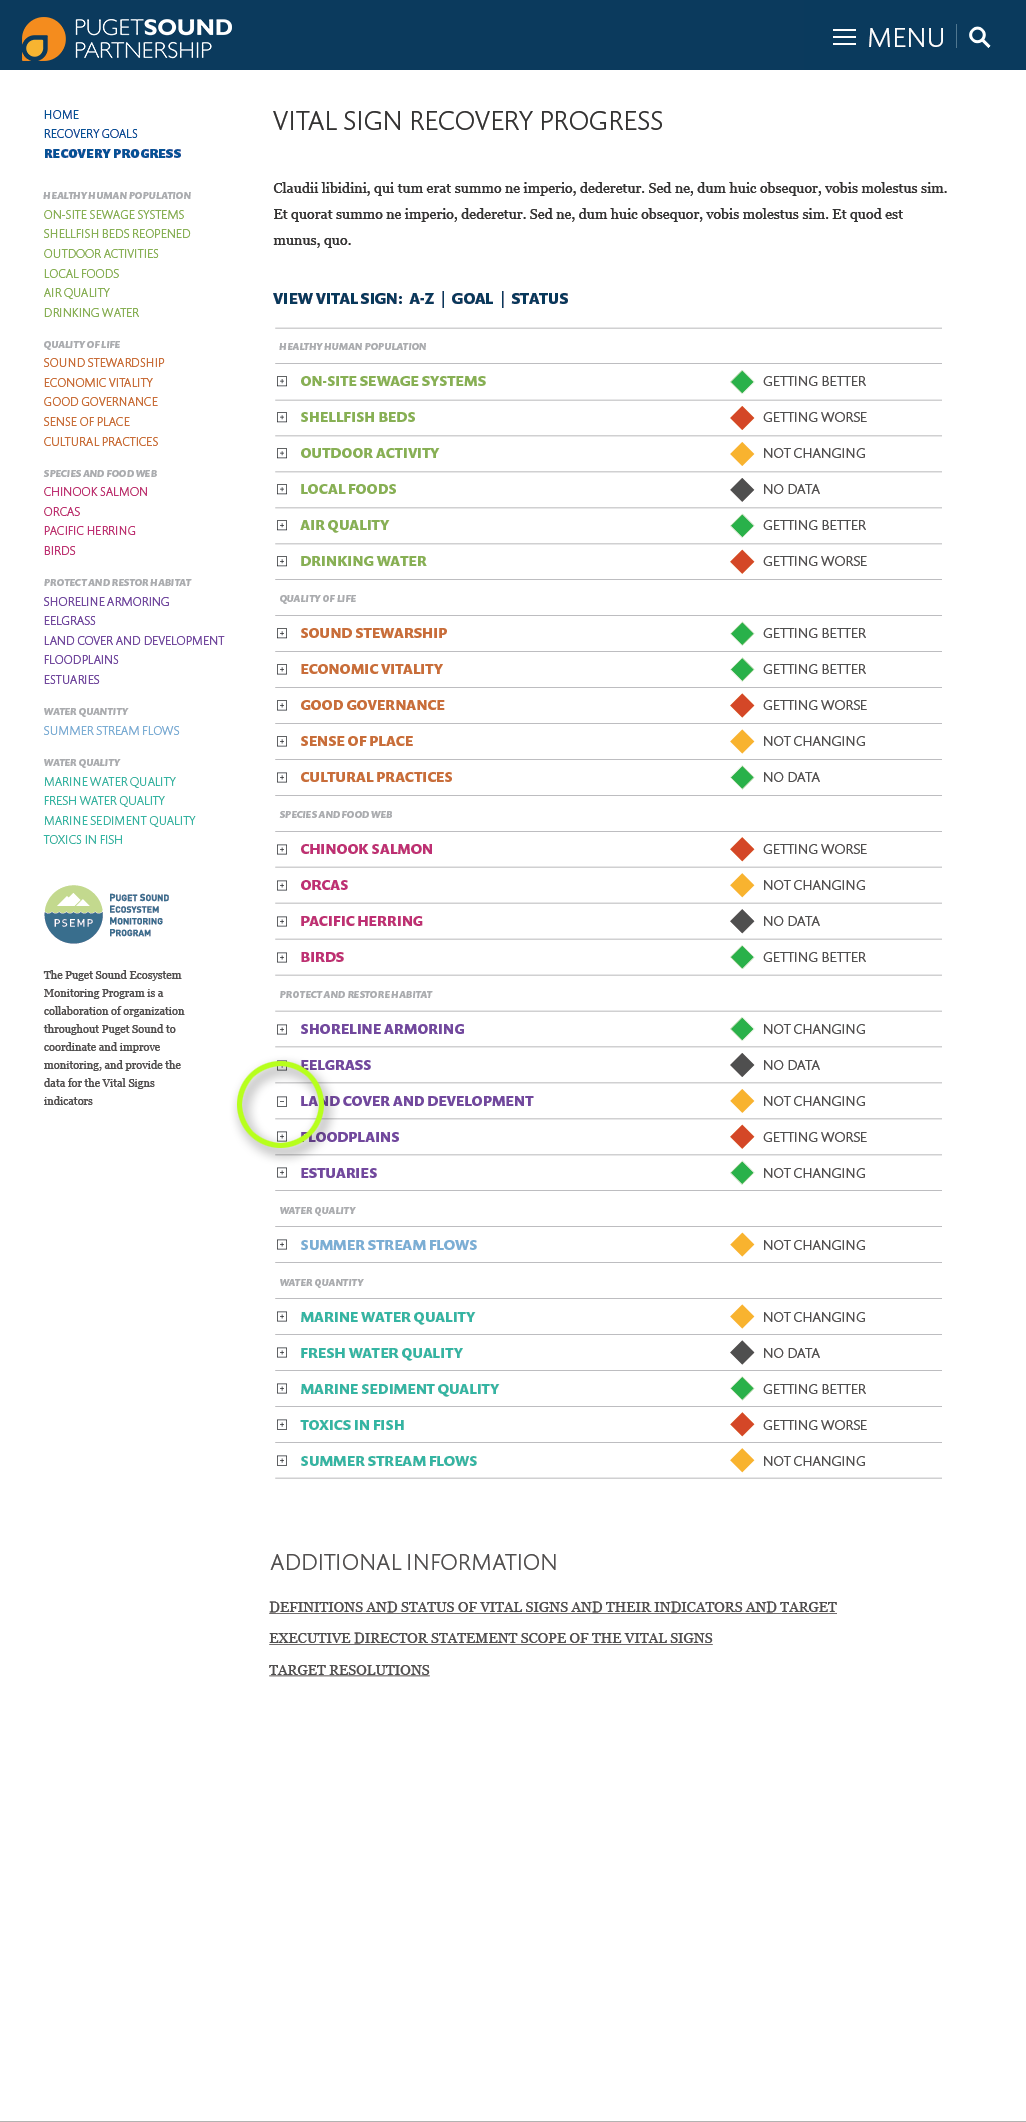 PUGETSOUND
PARTNERSHIP
MENU
HOME
RECOVERY GOALS
RECOVERY PROGRESS
HEALTHY HUMAN POPULATION
ON-SITE SEWAGE SYSTEMS
SHELLFISH BEDS REOPENED
OUTDOOR ACTIVITIES
LOCAL FOODS
AIR QUALITY
DRINKING WATER
QUALITY OF LIFE
SOUND STEWARDSHIP
ECONOMIC VITALITY
GOOD GOVERNANCE
SENSE OF PLACE
CULTURAL PRACTICES
SPECIES AND FOOD WEB
CHINOOK SALMON
ORCAS
PACIFIC HERRING
BIRDS
PROTECT AND RESTOR HABITAT
SHORELINE ARMORING
EELGRASS
LAND COVER AND DEVELOPMENT
FLOODPLAINS
ESTUARIES
WATER QUANTITY
SUMMER STREAM FLOWS
WATER QUALITY
MARINE WATER QUALITY
FRESH WATER QUALITY
MARINE SEDIMENT QUALITY
TOXICS IN FISH
PSEMP
PUGET SOUND
ECOSYSTEM
MONITORING
PROGRAM
The Puget Sound Ecosystem
Monitoring Program is a
collaboration of organization
throughout Puget Sound to
coordinate and improve
monitoring, and provide the
data for the Vital Signs
indicators
VITAL SIGN RECOVERY PROGRESS
Claudii libidini, qui tum erat summo ne imperio, dederetur. Sed ne, dum huic obsequor, vobis molestus sim.
Et quorat summo ne imperio, dederetur. Sed ne, dum huic obsequor, vobis molestus sim. Et quod est
munus, quo.
VIEW VITAL SIGN: A-Z | GOAL | STATUS
HEALTHY HUMAN POPULATION
ON-SITE SEWAGE SYSTEMS GETTING BETTER
SHELLFISH BEDS GETTING WORSE
OUTDOOR ACTIVITY NOT CHANGING
LOCAL FOODS NO DATA
AIR QUALITY GETTING BETTER
DRINKING WATER GETTING WORSE
QUALITY OF LIFE
SOUND STEWARSHIP GETTING BETTER
ECONOMIC VITALITY GETTING BETTER
GOOD GOVERNANCE GETTING WORSE
SENSE OF PLACE NOT CHANGING
CULTURAL PRACTICES NO DATA
SPECIES AND FOOD WEB
CHINOOK SALMON GETTING WORSE
ORCAS NOT CHANGING
PACIFIC HERRING NO DATA
BIRDS GETTING BETTER
PROTECT AND RESTORE HABITAT
SHORELINE ARMORING NOT CHANGING
EELGRASS NO DATA
LAND COVER AND DEVELOPMENT NOT CHANGING
FLOODPLAINS GETTING WORSE
ESTUARIES NOT CHANGING
WATER QUALITY
SUMMER STREAM FLOWS NOT CHANGING
WATER QUANTITY
MARINE WATER QUALITY NOT CHANGING
FRESH WATER QUALITY NO DATA
MARINE SEDIMENT QUALITY GETTING BETTER
TOXICS IN FISH GETTING WORSE
SUMMER STREAM FLOWS NOT CHANGING
ADDITIONAL INFORMATION
DEFINITIONS AND STATUS OF VITAL SIGNS AND THEIR INDICATORS AND TARGET
EXECUTIVE DIRECTOR STATEMENT SCOPE OF THE VITAL SIGNS
TARGET RESOLUTIONS